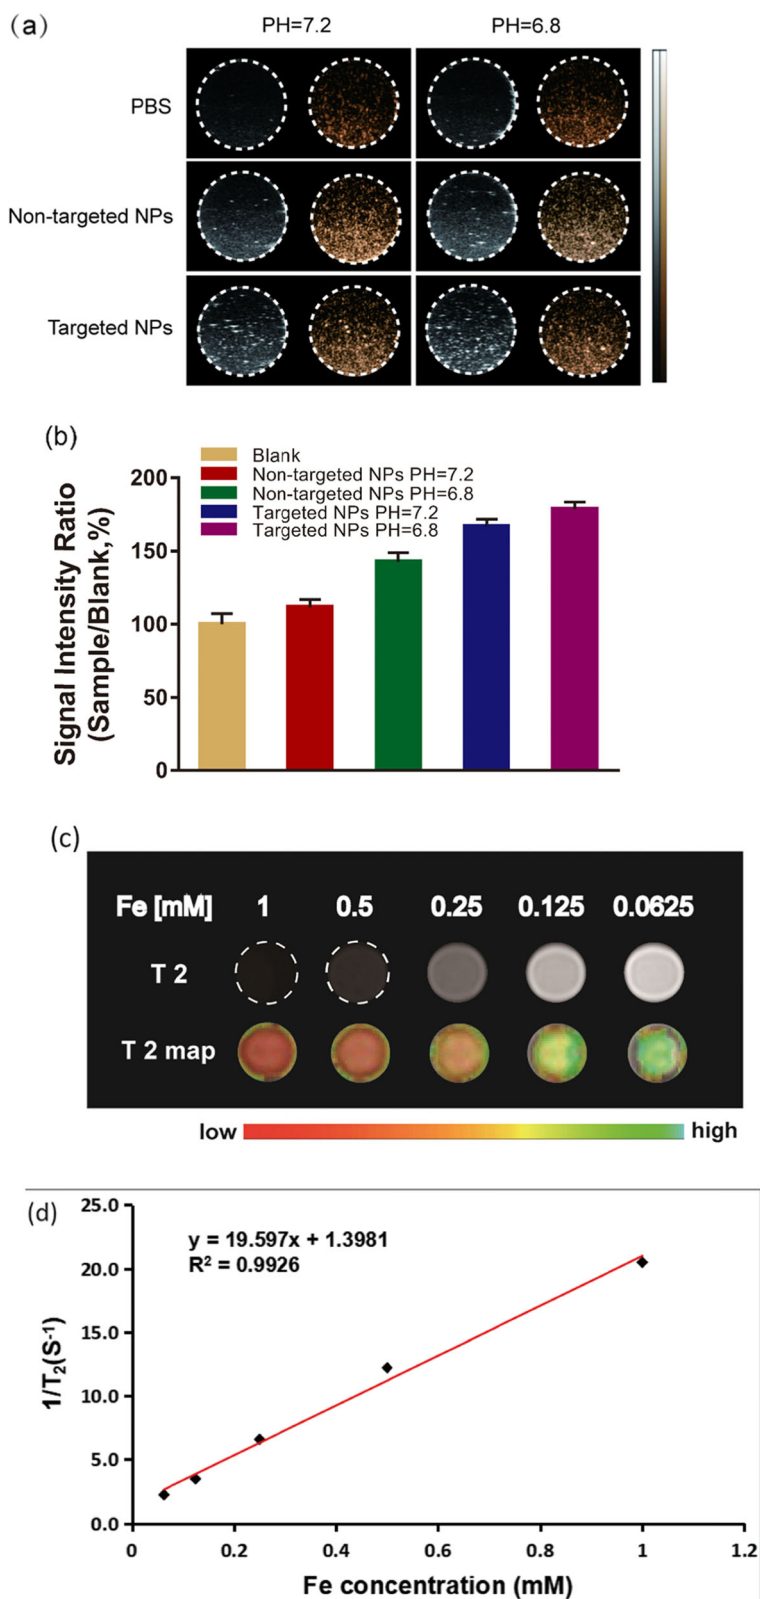 (a)
PH=7.2 PH=6.8
PBS
Non-targeted NPs
Targeted NPs
(b)
Blank
Non-targeted NPs PH=7.2
Non-targeted NPs PH=6.8
Targeted NPs PH=7.2
Targeted NPs PH=6.8
Signal Intensity Ratio
(Sample/Blank,%)
200
150
100
50
0
(c)
Fe [mM] 1 0.5 0.25 0.125 0.0625
T 2
T 2 map
low high
(d)
y = 19.597x + 1.3981
R² = 0.9926
1/T₂(S⁻¹)
25.0
20.0
15.0
10.0
5.0
0.0
0 0.2 0.4 0.6 0.8 1 1.2
Fe concentration (mM)